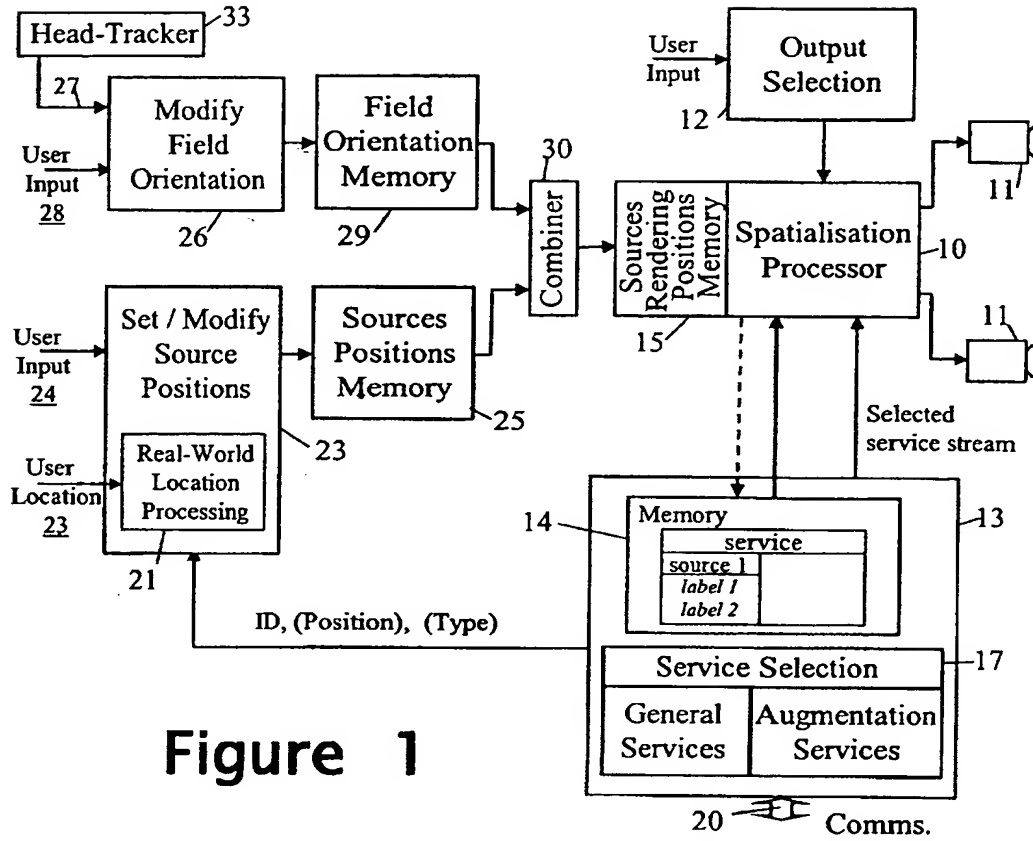 Head-Tracker
33
27
User
Input
28
Modify
Field
Orientation
26
Field
Orientation
Memory
29
30
Combiner
User
Input
12
Output
Selection
11
Sources
Rendering
Positions
Memory
15
Spatialisation
Processor
10
11
User
Input
24
Set / Modify
Source
Positions
Sources
Positions
Memory
25
23
User
Location
23
Real-World
Location
Processing
21
Selected
service stream
13
14
Memory
service
source 1
label 1
label 2
ID, (Position), (Type)
17
Service Selection
General
Services
Augmentation
Services
20
Comms.
Figure 1